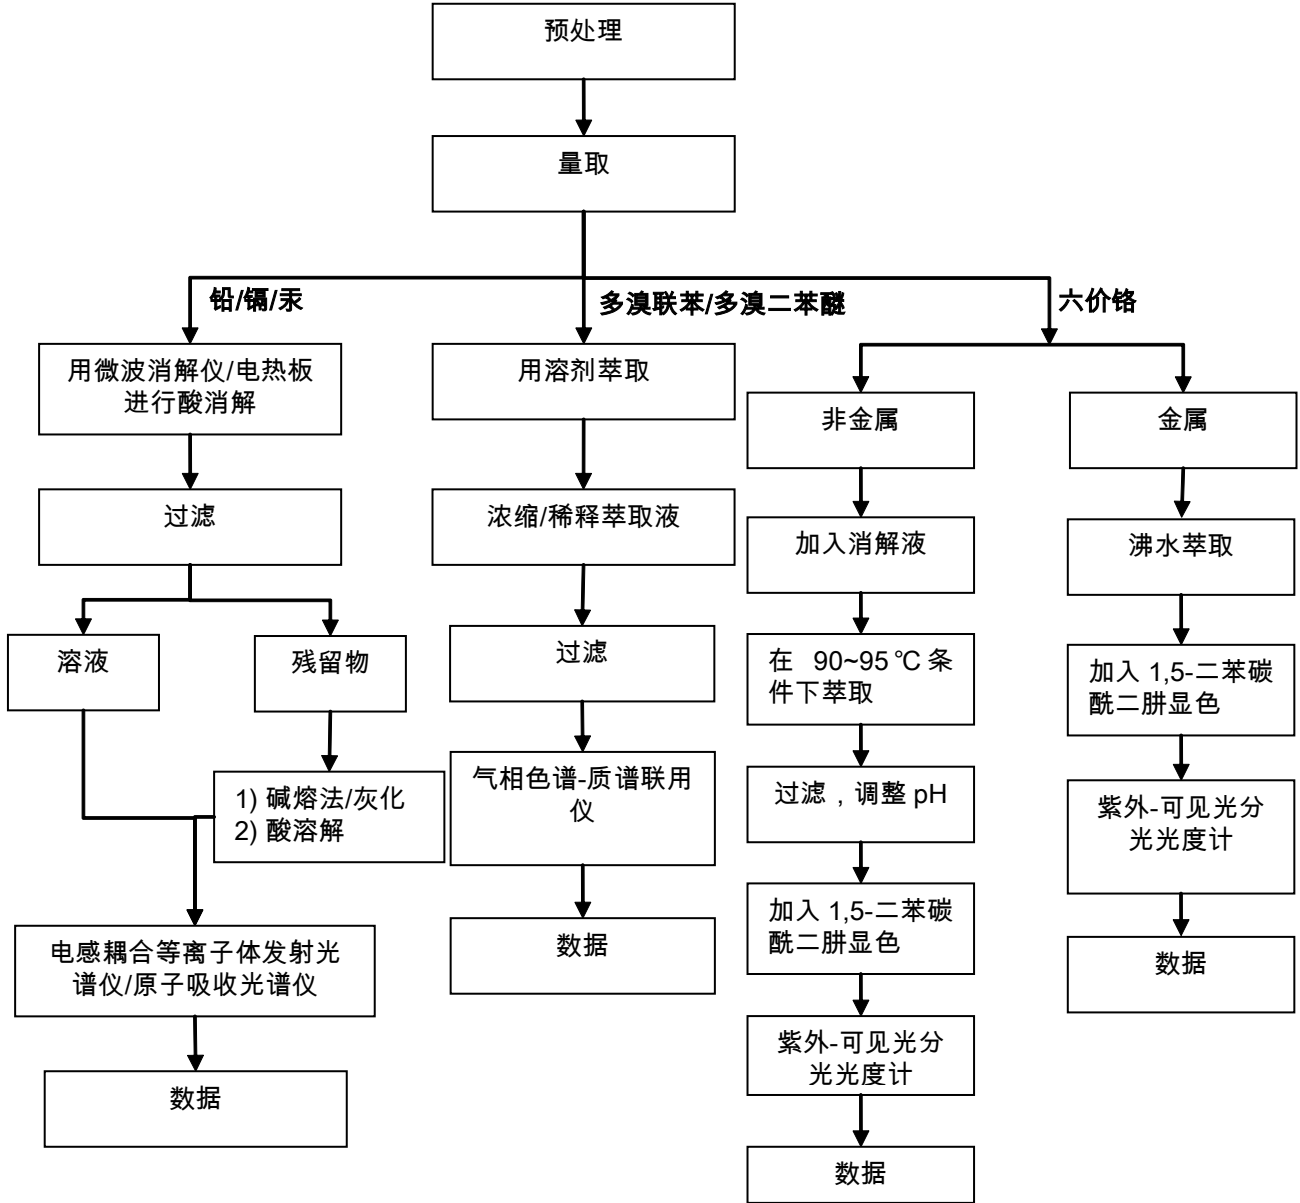 预处理
量取
铅/镉/汞
多溴联苯/多溴二苯醚
六价铬
用微波消解仪/电热板
进行酸消解
过滤
溶液
残留物
1) 碱熔法/灰化
2) 酸溶解
电感耦合等离子体发射光
谱仪/原子吸收光谱仪
数据
用溶剂萃取
浓缩/稀释萃取液
过滤
气相色谱-质谱联用
仪
数据
非金属
加入消解液
在 90~95 ℃ 条
件下萃取
过滤，调整 pH
加入 1,5-二苯碳
酰二肼显色
紫外-可见光分
光光度计
数据
金属
沸水萃取
加入 1,5-二苯碳
酰二肼显色
紫外-可见光分
光光度计
数据